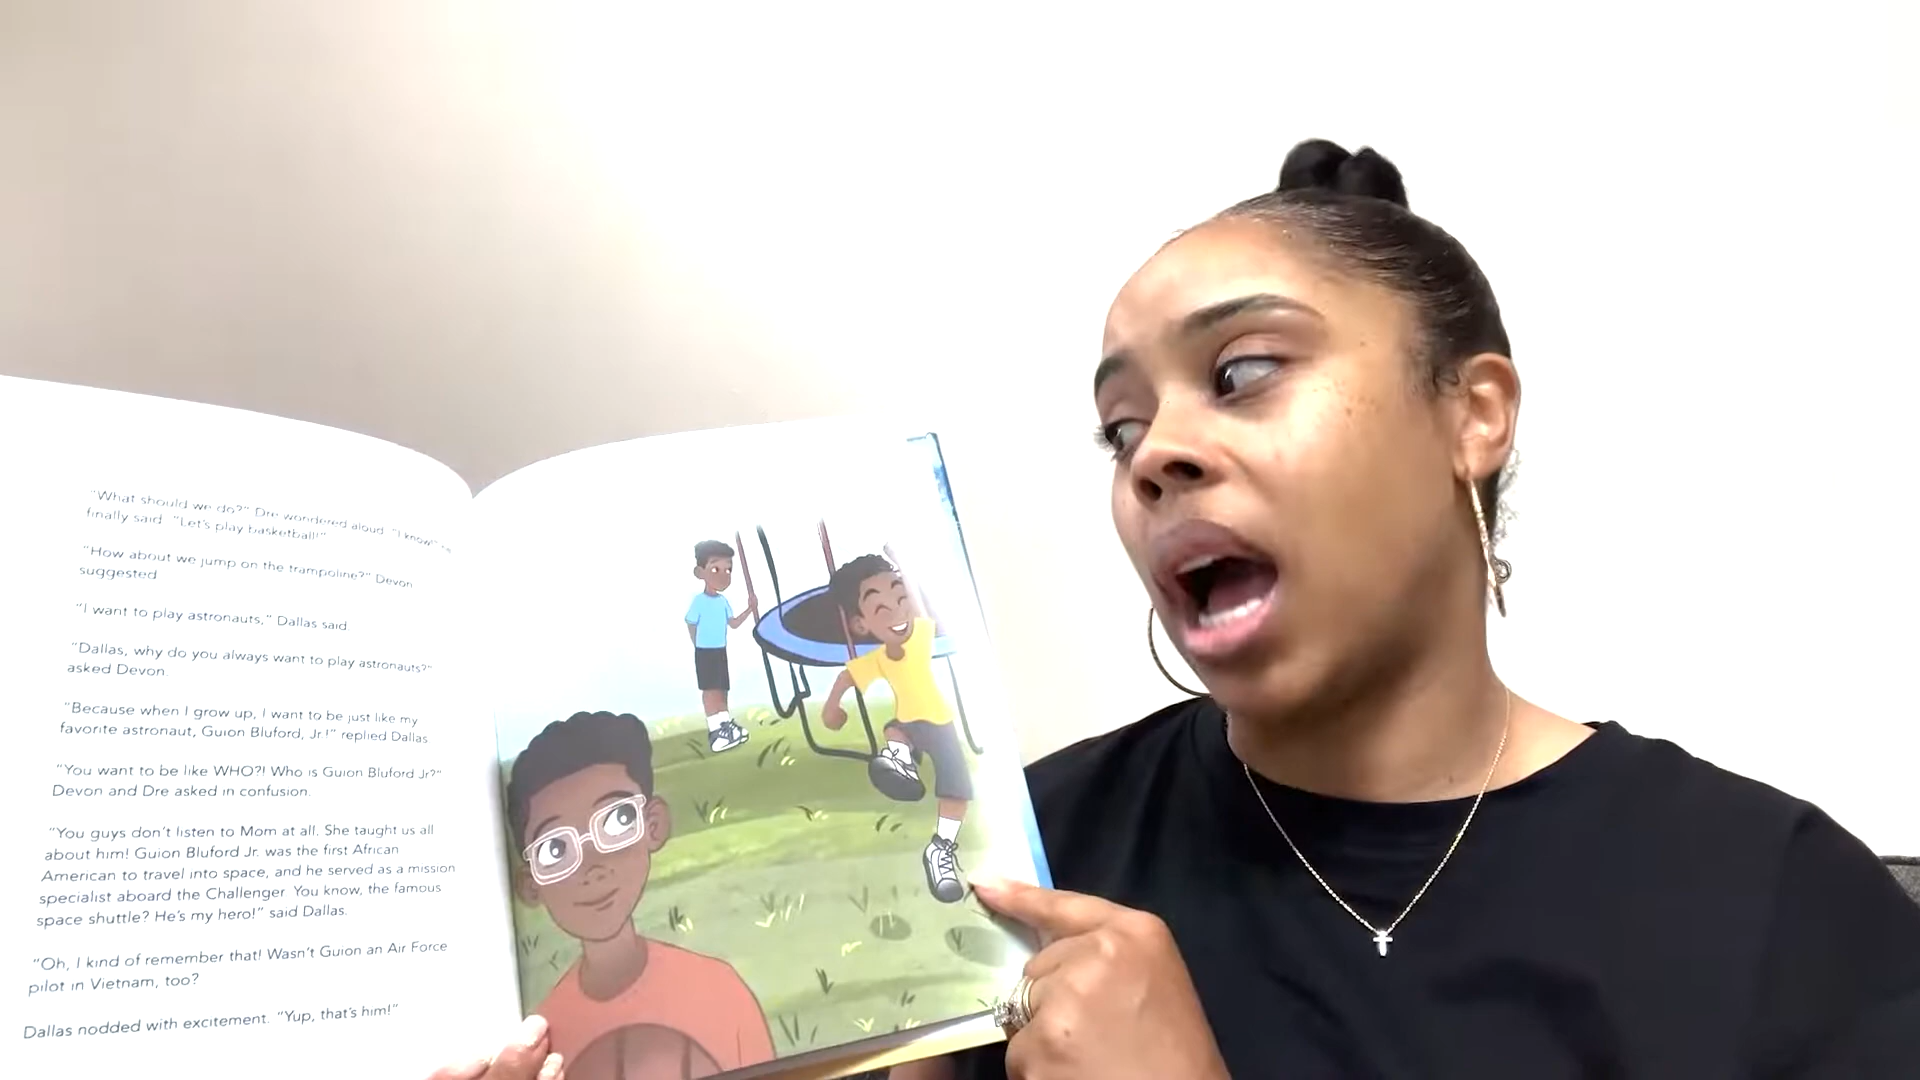 "What should we do?" Dre wondered aloud. "I know!" he
finally said. "Let's play basketball!"
"How about we jump on the trampoline?" Devon
suggested.
"I want to play astronauts," Dallas said.
"Dallas, why do you always want to play astronauts?"
asked Devon.
"Because when I grow up, I want to be just like my
favorite astronaut, Guion Bluford, Jr.!" replied Dallas.
"You want to be like WHO?! Who is Guion Bluford Jr?"
Devon and Dre asked in confusion.
"You guys don't listen to Mom at all. She taught us all
about him! Guion Bluford Jr. was the first African
American to travel into space, and he served as a mission
specialist aboard the Challenger. You know, the famous
space shuttle? He's my hero!" said Dallas.
"Oh, I kind of remember that! Wasn't Guion an Air Force
pilot in Vietnam, too?
Dallas nodded with excitement. "Yup, that's him!"